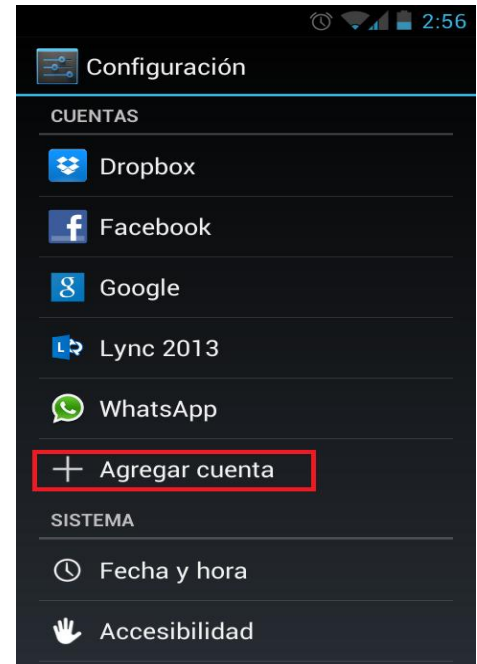 2:56
Configuración
CUENTAS
Dropbox
Facebook
Google
Lync 2013
WhatsApp
Agregar cuenta
SISTEMA
Fecha y hora
Accesibilidad